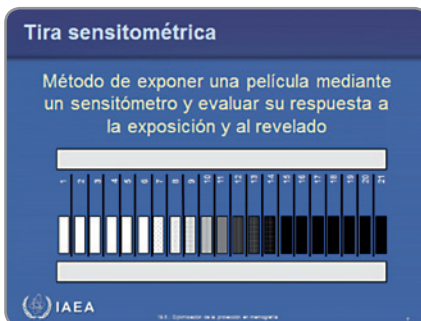 Tira sensitométrica
Método de exponer una película mediante
un sensitómetro y evaluar su respuesta a
la exposición y al revelado
1 2 3 4 5 6 7 8 9 10 11 12 13 14 15 16 17 18 19 20 21
IAEA